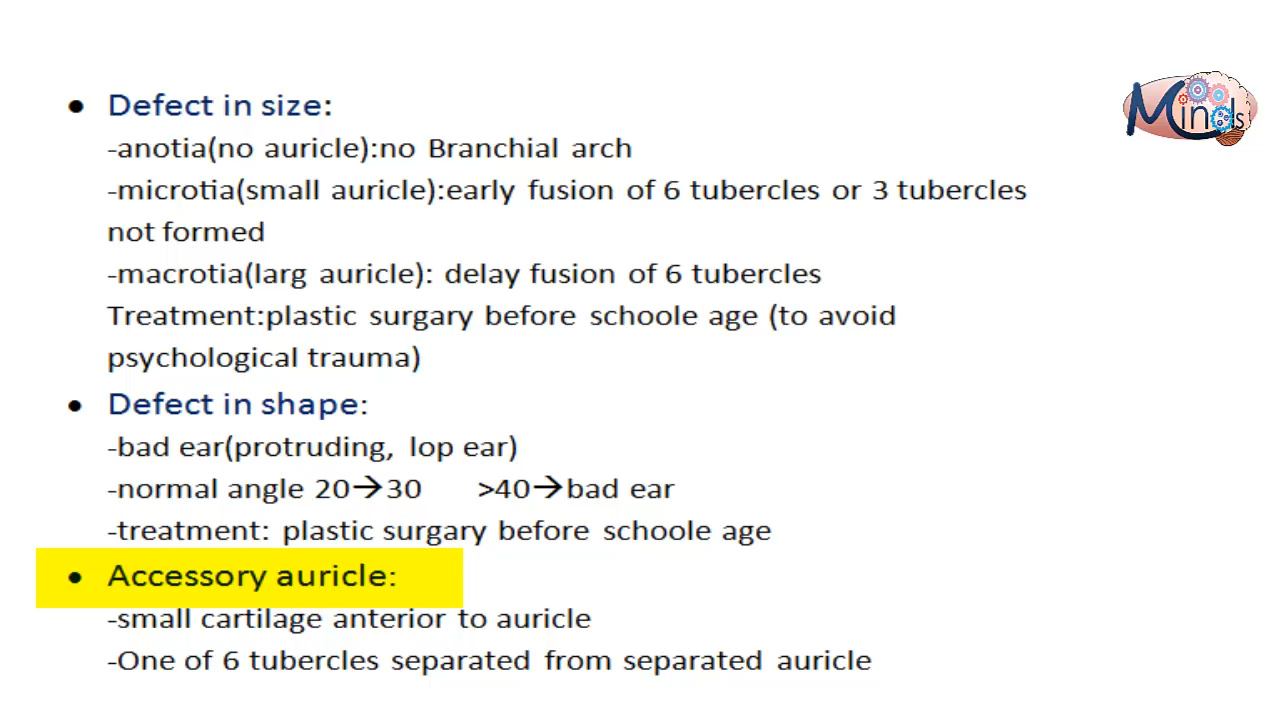 Minds
• Defect in size:
-anotia(no auricle):no Branchial arch
-microtia(small auricle):early fusion of 6 tubercles or 3 tubercles
not formed
-macrotia(larg auricle): delay fusion of 6 tubercles
Treatment:plastic surgary before schoole age (to avoid
psychological trauma)
• Defect in shape:
-bad ear(protruding, lop ear)
-normal angle 20→30 >40→bad ear
-treatment: plastic surgary before schoole age
• Accessory auricle:
-small cartilage anterior to auricle
-One of 6 tubercles separated from separated auricle